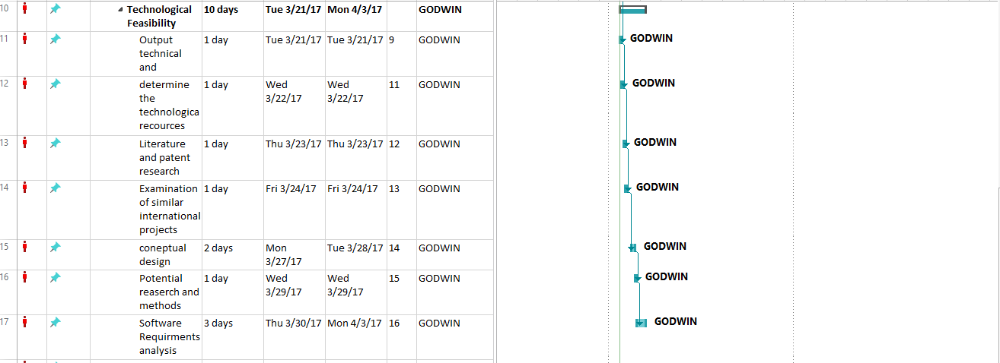 10 Technological 10 days Tue 3/21/17 Mon 4/3/17 GODWIN
Feasibility
11 Output 1 day Tue 3/21/17 Tue 3/21/17 9 GODWIN GODWIN
technical
and
12 determine 1 day Wed Wed 11 GODWIN GODWIN
the 3/22/17 3/22/17
technologica
recources
13 Literature 1 day Thu 3/23/17 Thu 3/23/17 12 GODWIN GODWIN
and patent
research
14 Examination 1 day Fri 3/24/17 Fri 3/24/17 13 GODWIN GODWIN
of similar
international
projects
15 coneptual 2 days Mon Tue 3/28/17 14 GODWIN GODWIN
design 3/27/17
16 Potential 1 day Wed Wed 15 GODWIN GODWIN
reaserch and 3/29/17 3/29/17
methods
17 Software 3 days Thu 3/30/17 Mon 4/3/17 16 GODWIN GODWIN
Requirments
analysis